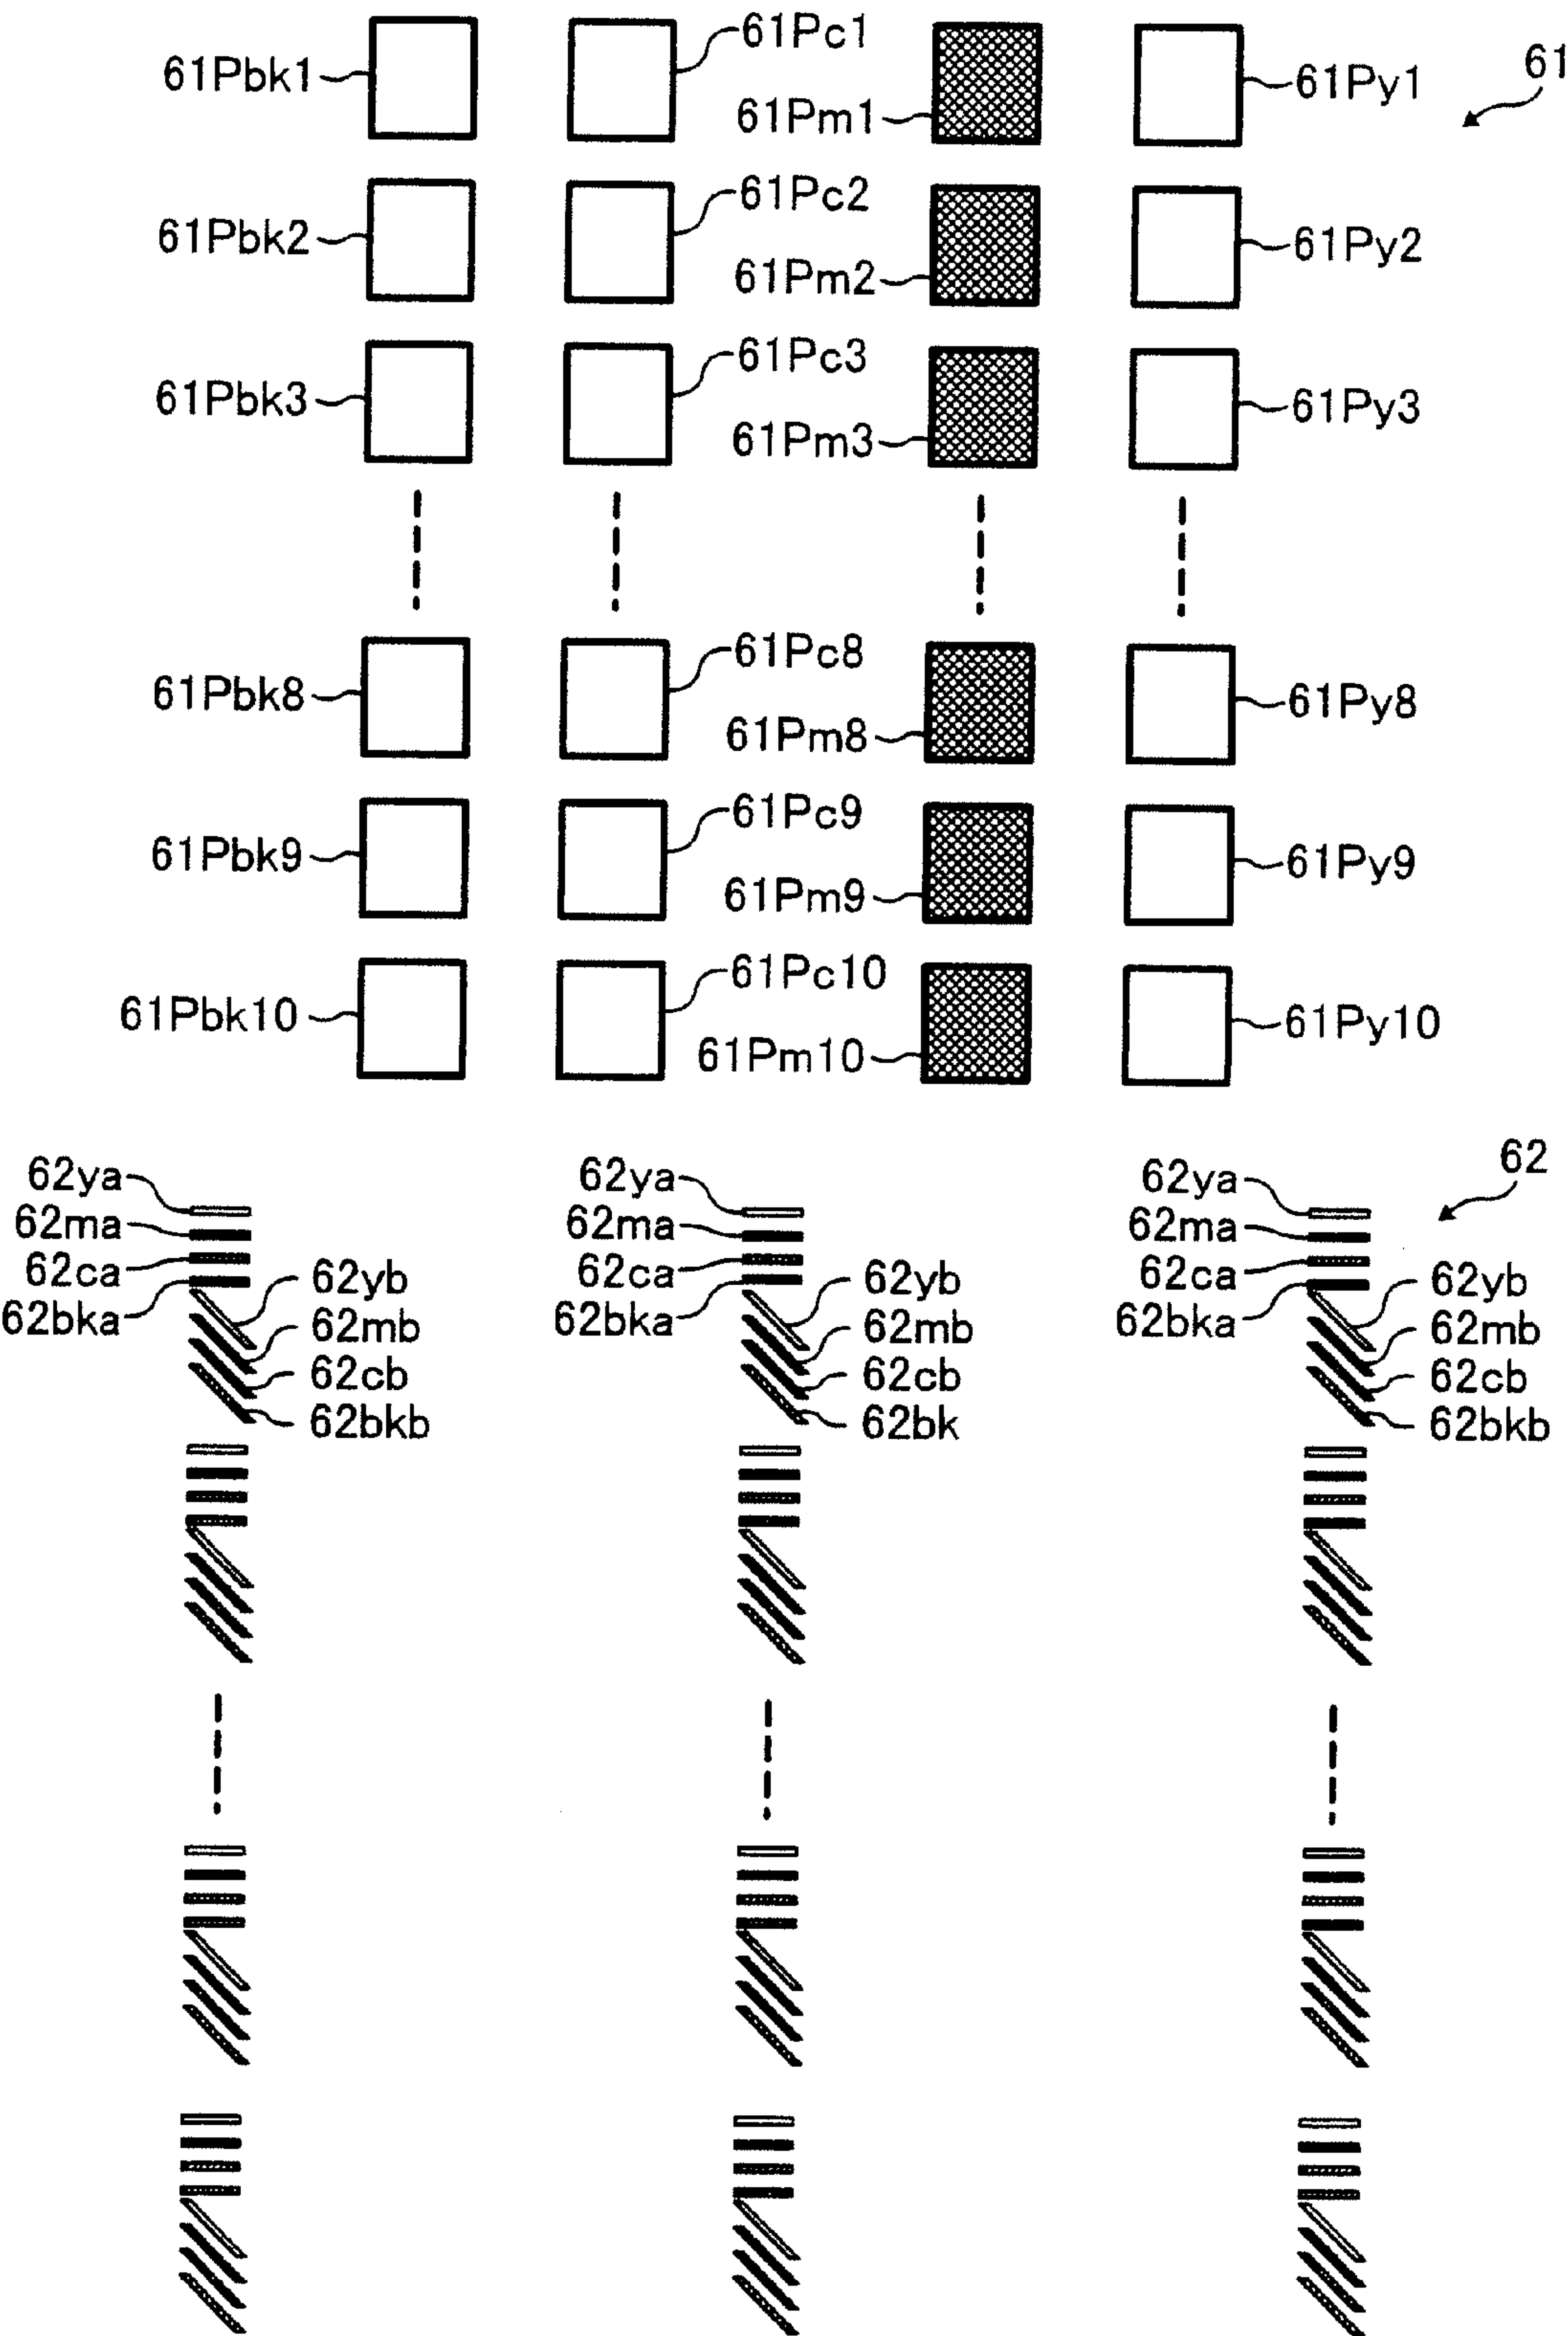 61Pbk1 61Pc1 61Pm1 61Py1 61
61Pbk2 61Pc2 61Pm2 61Py2
61Pbk3 61Pc3 61Pm3 61Py3
61Pbk8 61Pc8 61Pm8 61Py8
61Pbk9 61Pc9 61Pm9 61Py9
61Pbk10 61Pc10 61Pm10 61Py10
62
62ya 62ya 62ya
62ma 62ma 62ma
62ca 62ca 62ca
62bka 62yb 62bka 62yb 62bka 62yb
62mb 62mb 62mb
62cb 62cb 62cb
62bkb 62bk 62bkb